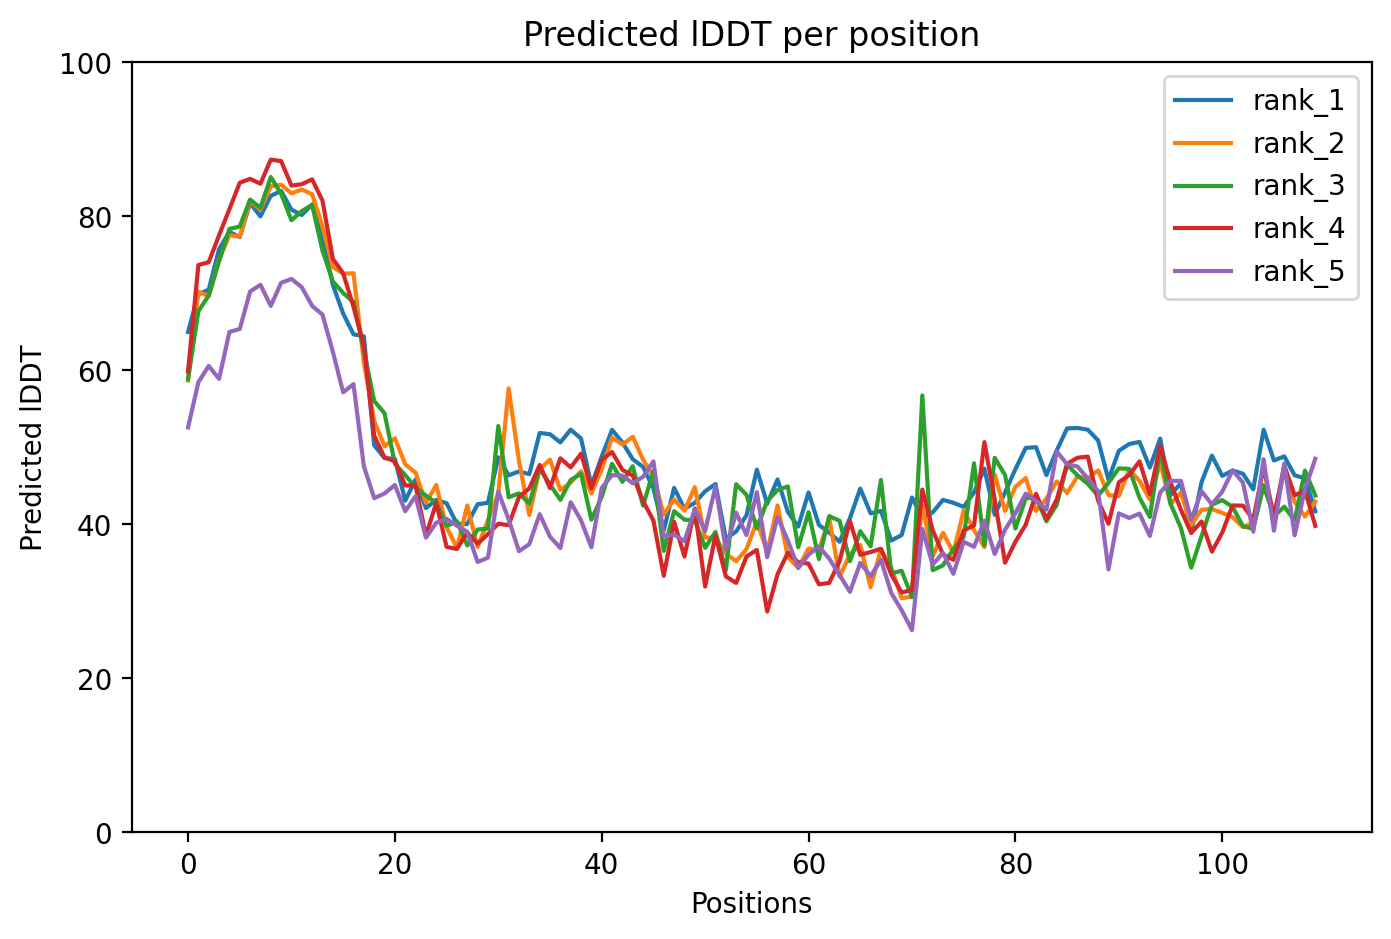 Predicted lDDT per position
100
80
60
40
20
0
Predicted lDDT
0 20 40 60 80 100
Positions
rank_1
rank_2
rank_3
rank_4
rank_5